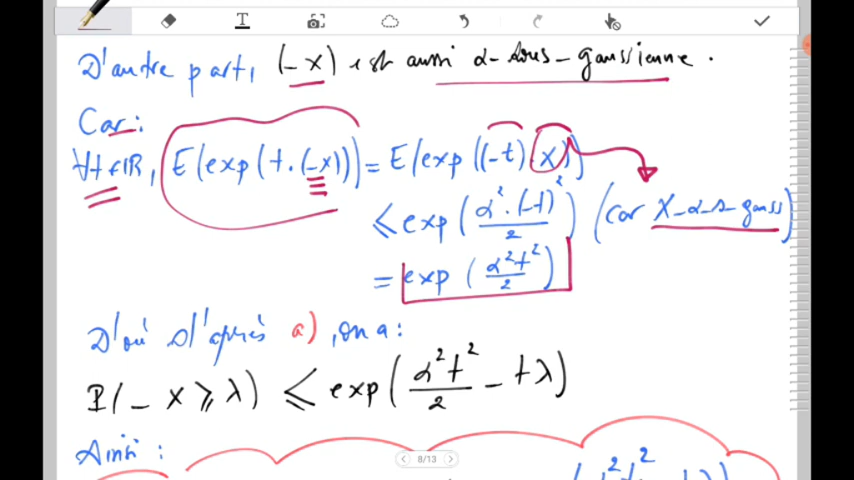 D'autre part, (-X) est aussi α-sous-gaussienne.
Car:
∀t∈ℝ, E(exp(t.(-X))) = E(exp((-t)(X)))
≤ exp(α².(-t)²/2) (car X-α-s-gauss)
= exp(α²t²/2)
D'où d'après a), on a:
P(-X ≥ λ) ≤ exp(α²t²/2 - tλ)
Ainsi:
8/13